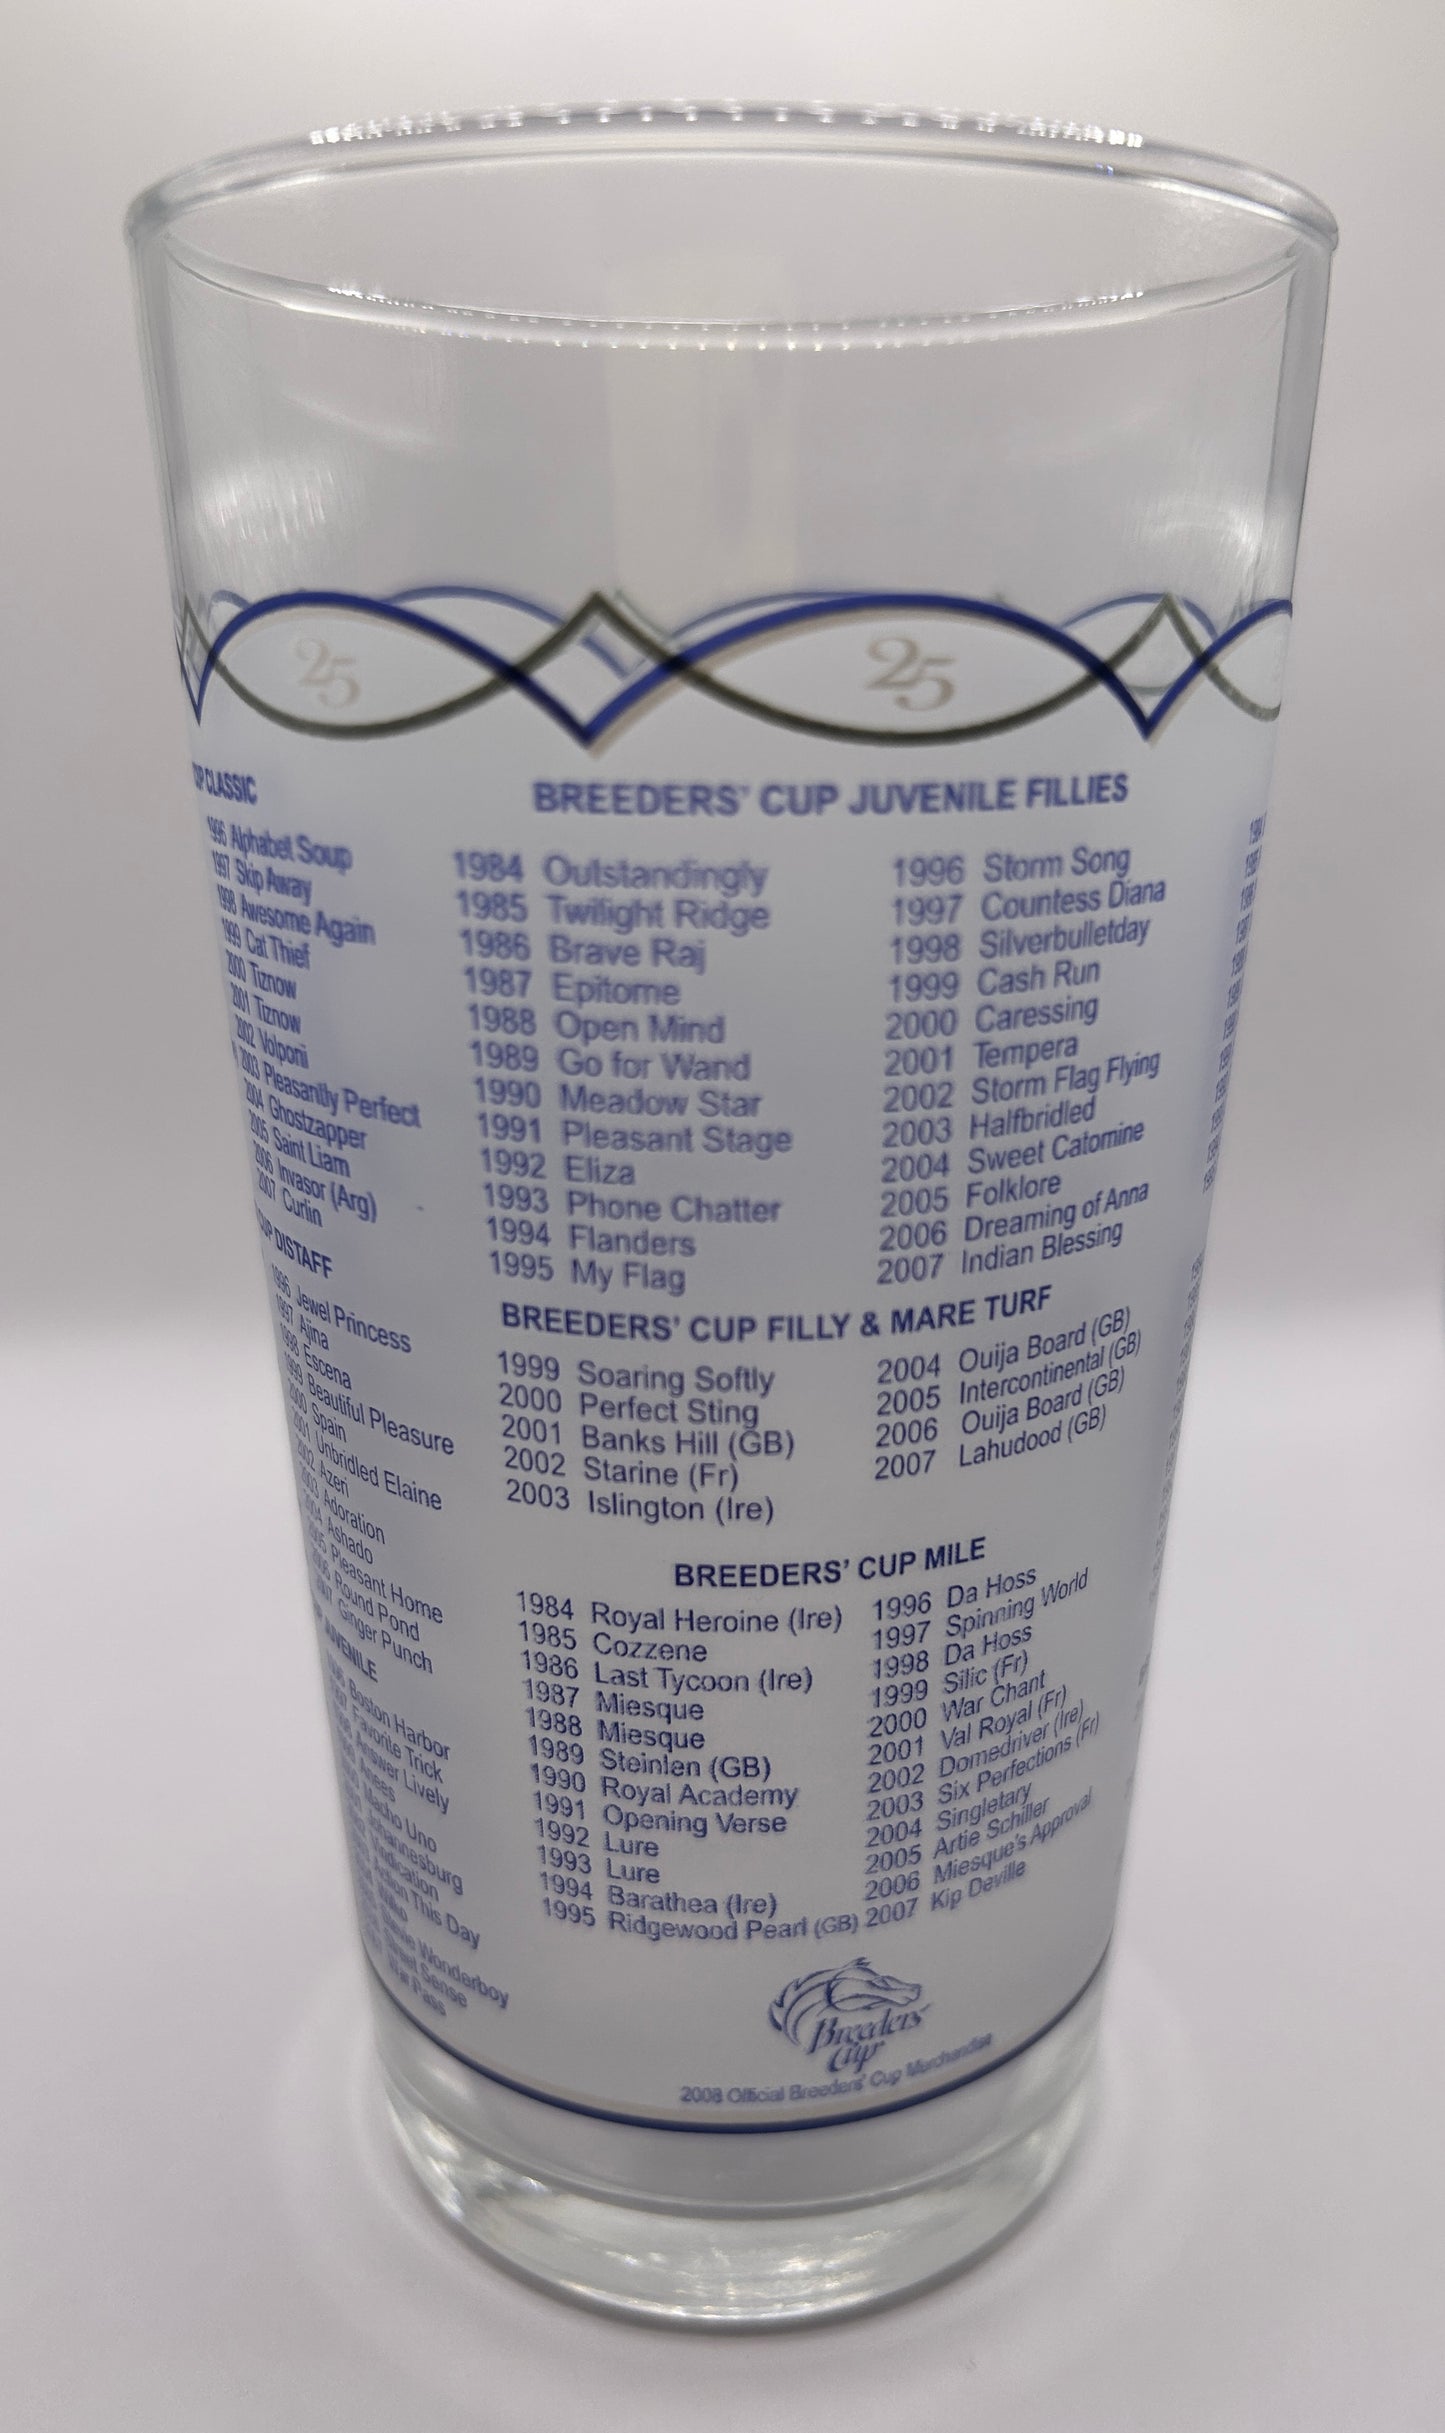 25 25
CLASSIC
1996 Alphabet Soup
1997 Skip Away
1998 Awesome Again
1999 Cat Thief
2000 Tiznow
2001 Tiznow
2002 Volponi
2003 Pleasantly Perfect
2004 Ghostzapper
2005 Saint Liam
2006 Invasor (Arg)
2007 Curlin
CUP DISTAFF
1996 Jewel Princess
1997 Ajina
1998 Escena
1999 Beautiful Pleasure
2000 Spain
2001 Unbridled Elaine
2002 Azeri
2003 Adoration
2004 Ashado
2005 Pleasant Home
2006 Round Pond
2007 Ginger Punch
JUVENILE
Boston Harbor
Favorite Trick
Answer Lively
Anees
Macho Uno
Johannesburg
Vindication
Action This Day
Wilko
Stevie Wonderboy
Street Sense
War Pass
BREEDERS' CUP JUVENILE FILLIES
1984 Outstandingly
1985 Twilight Ridge
1986 Brave Raj
1987 Epitome
1988 Open Mind
1989 Go for Wand
1990 Meadow Star
1991 Pleasant Stage
1992 Eliza
1993 Phone Chatter
1994 Flanders
1995 My Flag
1996 Storm Song
1997 Countess Diana
1998 Silverbulletday
1999 Cash Run
2000 Caressing
2001 Tempera
2002 Storm Flag Flying
2003 Halfbridled
2004 Sweet Catomine
2005 Folklore
2006 Dreaming of Anna
2007 Indian Blessing
BREEDERS' CUP FILLY & MARE TURF
1999 Soaring Softly
2000 Perfect Sting
2001 Banks Hill (GB)
2002 Starine (Fr)
2003 Islington (Ire)
2004 Ouija Board (GB)
2005 Intercontinental (GB)
2006 Ouija Board (GB)
2007 Lahudood (GB)
BREEDERS' CUP MILE
1984 Royal Heroine (Ire)
1985 Cozzene
1986 Last Tycoon (Ire)
1987 Miesque
1988 Miesque
1989 Steinlen (GB)
1990 Royal Academy
1991 Opening Verse
1992 Lure
1993 Lure
1994 Barathea (Ire)
1995 Ridgewood Pearl (GB)
1996 Da Hoss
1997 Spinning World
1998 Da Hoss
1999 Silic (Fr)
2000 War Chant
2001 Val Royal (Fr)
2002 Domedriver (Ire)
2003 Six Perfections (Fr)
2004 Singletary
2005 Artie Schiller
2006 Miesque's Approval
2007 Kip Deville
Breeders'
Cup
2008 Official Breeders' Cup Merchandise